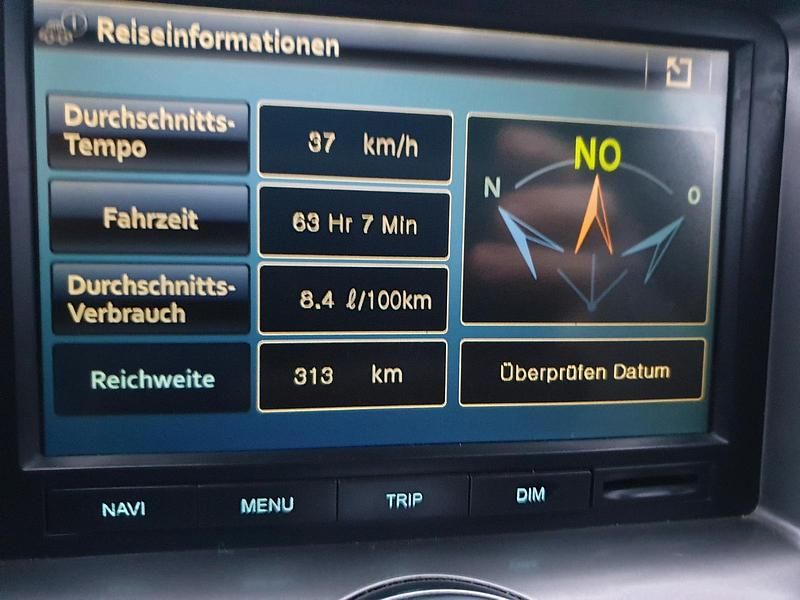 Reiseinformationen
Durchschnitts-
Tempo
37 km/h
Fahrzeit
63 Hr 7 Min
Durchschnitts-
Verbrauch
8.4 ℓ/100km
Reichweite
313 km
NO
N
O
Überprüfen Datum
NAVI
MENU
TRIP
DIM